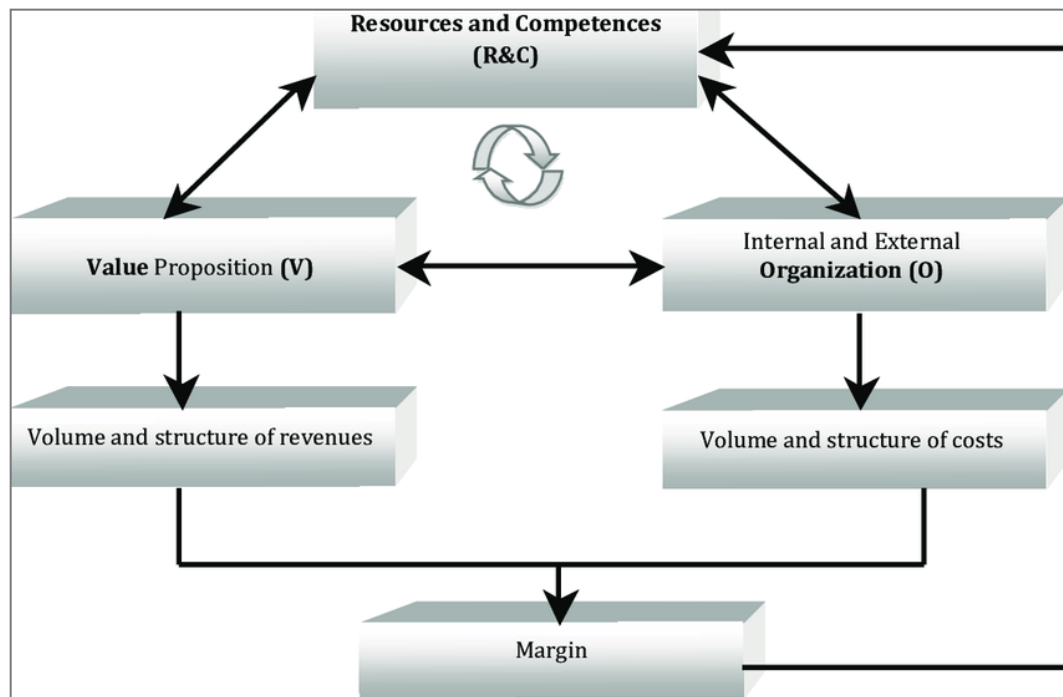 Resources and Competences
(R&C)
Value Proposition (V)
Internal and External
Organization (O)
Volume and structure of revenues
Volume and structure of costs
Margin